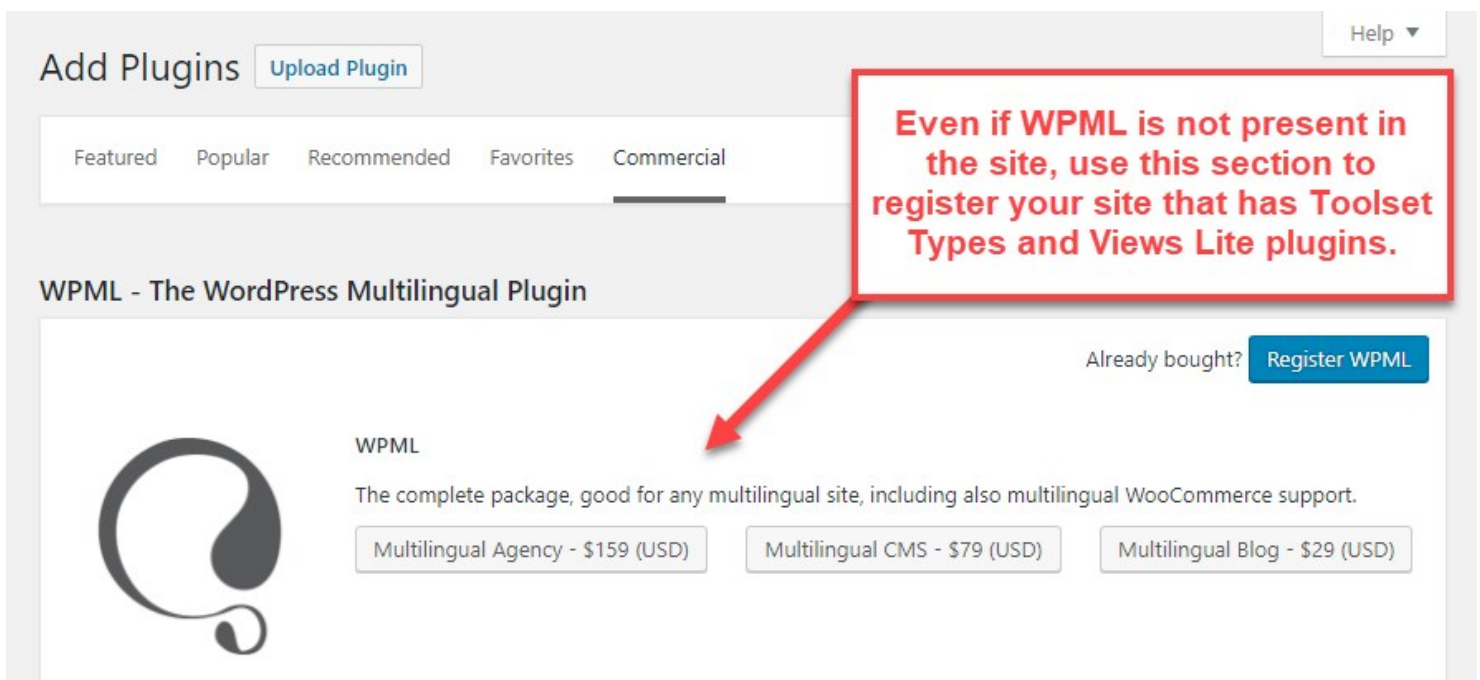 Help ▼
Add Plugins Upload Plugin
Even if WPML is not present in
the site, use this section to
register your site that has Toolset
Types and Views Lite plugins.
Featured Popular Recommended Favorites Commercial
WPML - The WordPress Multilingual Plugin
Already bought? Register WPML
WPML
The complete package, good for any multilingual site, including also multilingual WooCommerce support.
Multilingual Agency - $159 (USD) Multilingual CMS - $79 (USD) Multilingual Blog - $29 (USD)